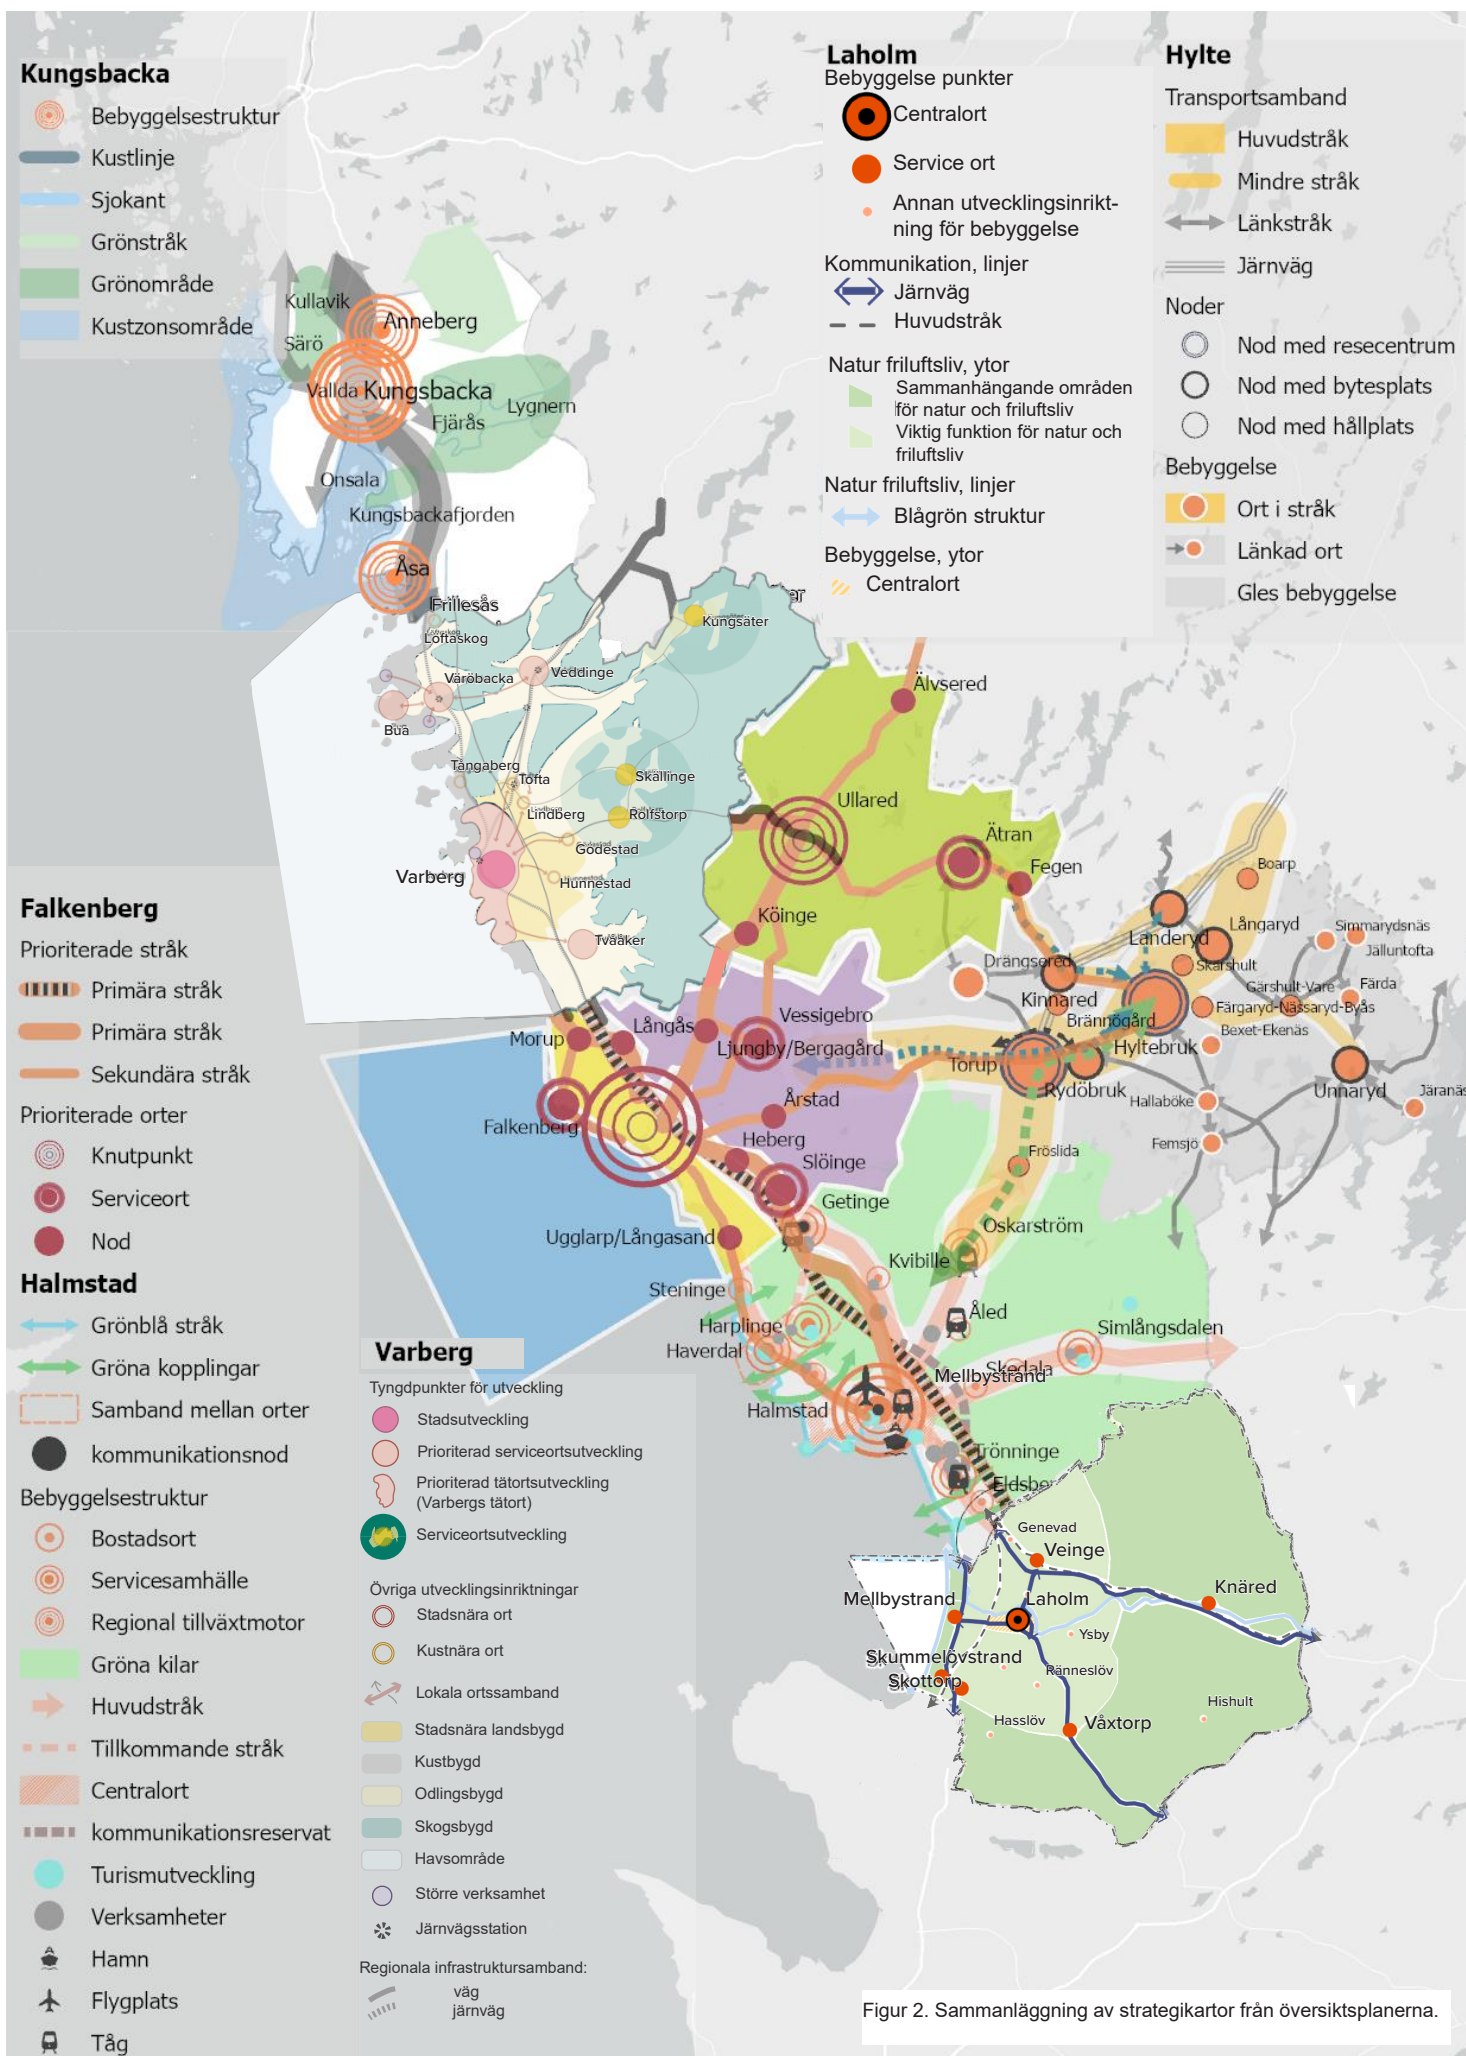 Kungsbacka
Bebyggelsestruktur
Kustlinje
Sjokant
Grönstråk
Grönområde
Kustzonsområde
Laholm
Bebyggelse punkter
Centralort
Service ort
Annan utvecklingsinrikt-
ning för bebyggelse
Kommunikation, linjer
Järnväg
Huvudstråk
Natur friluftsliv, ytor
Sammanhängande områden
för natur och friluftsliv
Viktig funktion för natur och
friluftsliv
Natur friluftsliv, linjer
Blågrön struktur
Bebyggelse, ytor
Centralort
Hylte
Transportsamband
Huvudstråk
Mindre stråk
Länkstråk
Järnväg
Noder
Nod med resecentrum
Nod med bytesplats
Nod med hållplats
Bebyggelse
Ort i stråk
Länkad ort
Gles bebyggelse
Kullavik
Anneberg
Särö
Vallda
Kungsbacka
Fjärås
Lygnern
Onsala
Kungsbackafjorden
Åsa
Frillesås
Löftaskog
Kungsäter
Väröbacka
Veddinge
Bua
Tångaberg
Tofta
Skällinge
Lindberg
Rolfstorp
Godestad
Varberg
Hunnestad
Tvååker
Älvsered
Ullared
Ätran
Fegen
Köinge
Boarp
Långaryd
Simmarydsnäs
Jälluntofta
Landeryd
Drängsered
Skärshult
Kinnared
Gärshult-Vare
Färda
Brännögård
Färgaryd-Nässaryd-Byås
Bexet-Ekenäs
Hyltebruk
Torup
Rydöbruk
Hallaböke
Unnaryd
Järanäs
Femsjö
Fröslida
Morup
Långås
Vessigebro
Ljungby/Bergagård
Årstad
Falkenberg
Heberg
Slöinge
Getinge
Ugglarp/Långasand
Oskarström
Kvibille
Steninge
Åled
Harplinge
Simlångsdalen
Haverdal
Skedala
Mellbystrand
Halmstad
Trönninge
Eldsber
Genevad
Veinge
Knäred
Mellbystrand
Laholm
Ysby
Skummelövstrand
Ränneslöv
Skottorp
Hishult
Hasslöv
Våxtorp
Falkenberg
Prioriterade stråk
Primära stråk
Primära stråk
Sekundära stråk
Prioriterade orter
Knutpunkt
Serviceort
Nod
Halmstad
Grönblå stråk
Gröna kopplingar
Samband mellan orter
kommunikationsnod
Bebyggelsestruktur
Bostadsort
Servicesamhälle
Regional tillväxtmotor
Gröna kilar
Huvudstråk
Tillkommande stråk
Centralort
kommunikationsreservat
Turismutveckling
Verksamheter
Hamn
Flygplats
Tåg
Varberg
Tyngdpunkter för utveckling
Stadsutveckling
Prioriterad serviceortsutveckling
Prioriterad tätortsutveckling
(Varbergs tätort)
Serviceortsutveckling
Övriga utvecklingsinriktningar
Stadsnära ort
Kustnära ort
Lokala ortssamband
Stadsnära landsbygd
Kustbygd
Odlingsbygd
Skogsbygd
Havsområde
Större verksamhet
Järnvägsstation
Regionala infrastruktursamband:
väg
järnväg
Figur 2. Sammanläggning av strategikartor från översiktsplanerna.